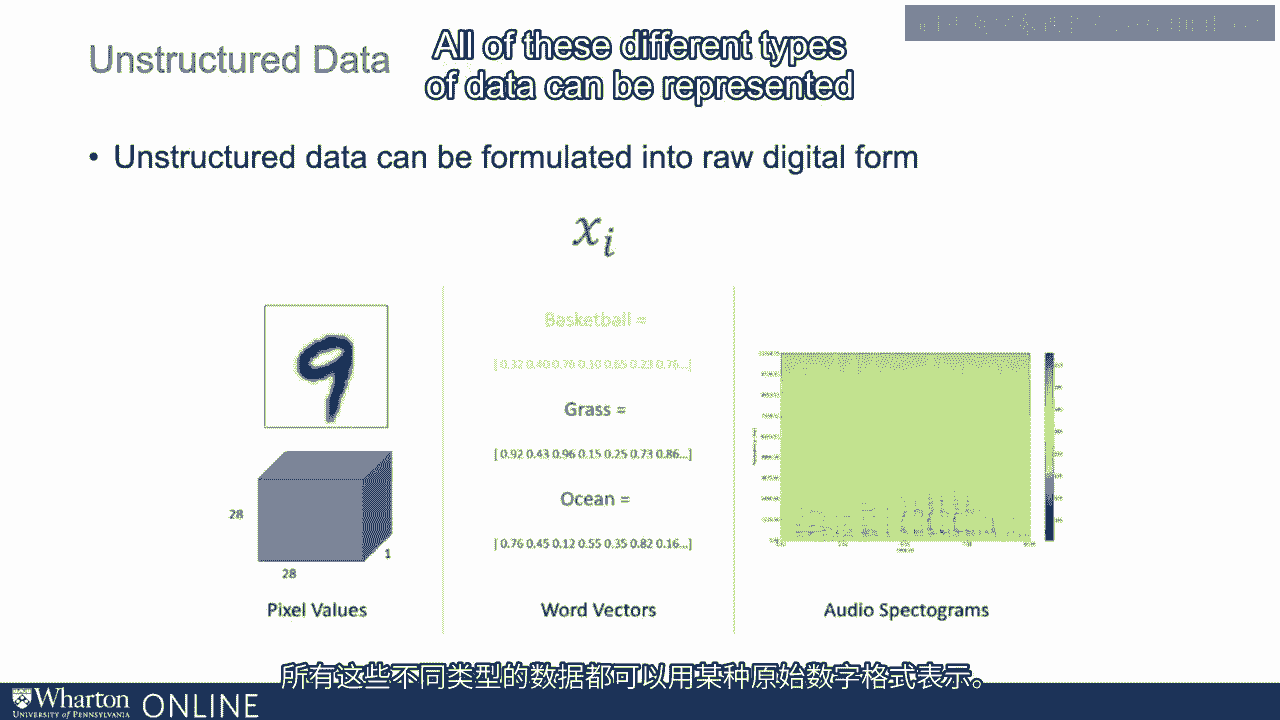 Unstructured Data
All of these different types
of data can be represented
• Unstructured data can be formulated into raw digital form
xᵢ
9
28
28
1
Pixel Values
Basketball =
[ 0.32 0.40 0.76 0.10 0.65 0.23 0.76...]
Grass =
[ 0.92 0.43 0.96 0.15 0.25 0.73 0.86...]
Ocean =
[ 0.76 0.45 0.12 0.55 0.35 0.82 0.16...]
Word Vectors
Audio Spectograms
所有这些不同类型的数据都可以用某种原始数字格式表示。
Wharton
UNIVERSITY of PENNSYLVANIA
ONLINE